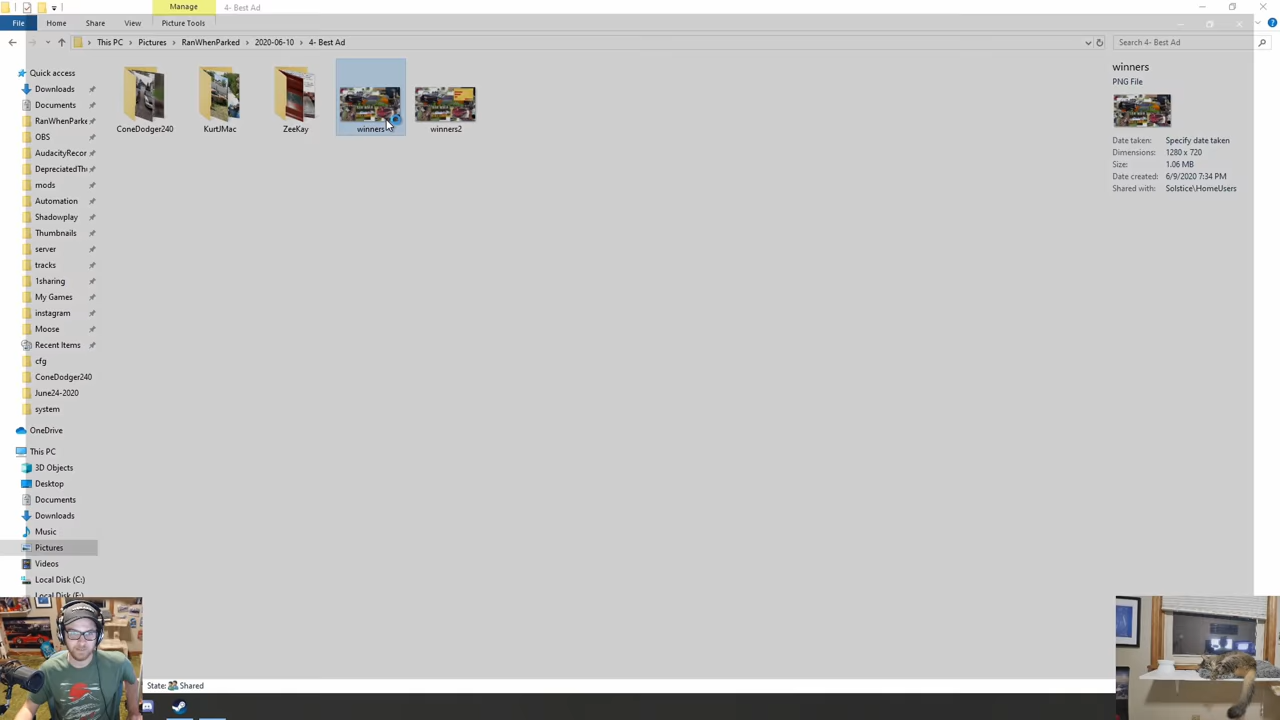 Manage
4- Best Ad
File
Home
Share
View
Picture Tools
This PC
Pictures
RanWhenParked
2020-06-10
4- Best Ad
Search 4- Best Ad
Quick access
Downloads
Documents
RanWhenParke
OBS
AudacityRecor
DepreciatedThu
mods
Automation
Shadowplay
Thumbnails
server
tracks
1sharing
My Games
instagram
Moose
Recent Items
cfg
ConeDodger240
June24-2020
system
OneDrive
This PC
3D Objects
Desktop
Documents
Downloads
Music
Pictures
Videos
Local Disk (C:)
Local Disk (E:)
ConeDodger240
KurtJMac
ZeeKay
winners
winners2
winners
PNG File
Date taken: Specify date taken
Dimensions: 1280 x 720
Size: 1.06 MB
Date created: 6/9/2020 7:34 PM
Shared with: Solstice\HomeUsers
State: Shared